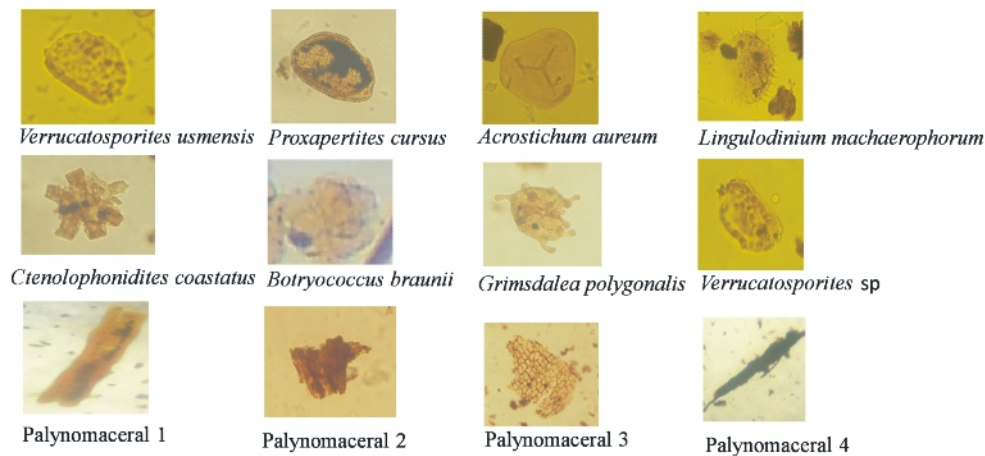 Verrucatosporites usmensis Proxapertites cursus Acrostichum aureum Lingulodinium machaerophorum
Ctenolophonidites coastatus Botryococcus braunii Grimsdalea polygonalis Verrucatosporites sp
Palynomaceral 1 Palynomaceral 2 Palynomaceral 3 Palynomaceral 4